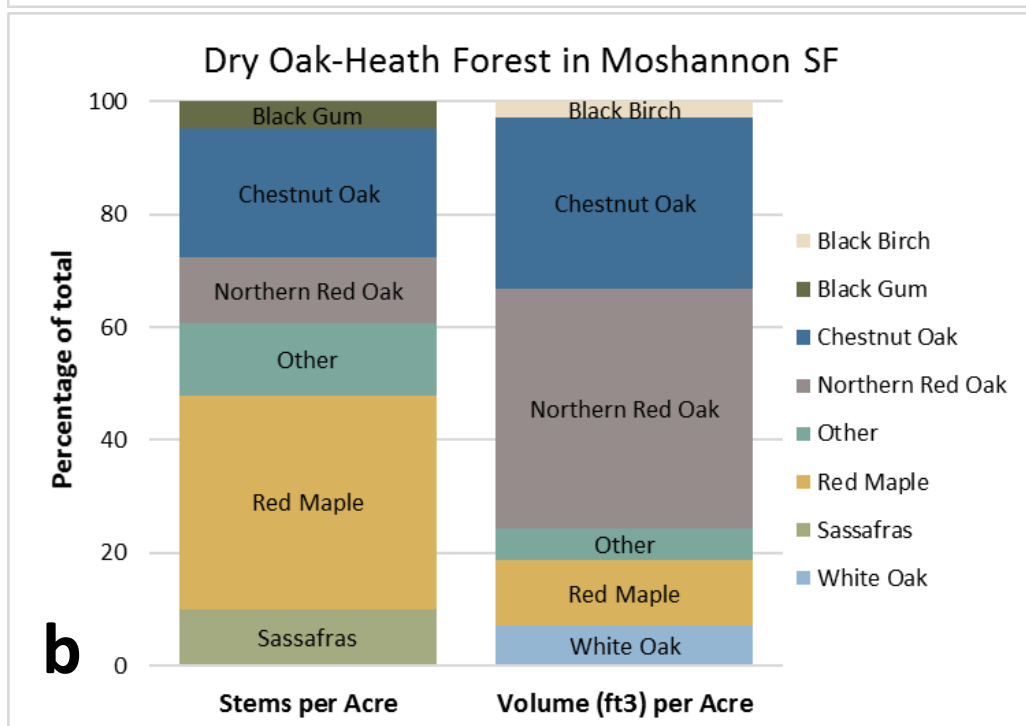 Dry Oak-Heath Forest in Moshannon SF
Percentage of total
100
80
60
40
20
0
Black Gum
Chestnut Oak
Northern Red Oak
Other
Red Maple
Sassafras
Black Birch
Chestnut Oak
Northern Red Oak
Other
Red Maple
White Oak
Stems per Acre
Volume (ft3) per Acre
Black Birch
Black Gum
Chestnut Oak
Northern Red Oak
Other
Red Maple
Sassafras
White Oak
b